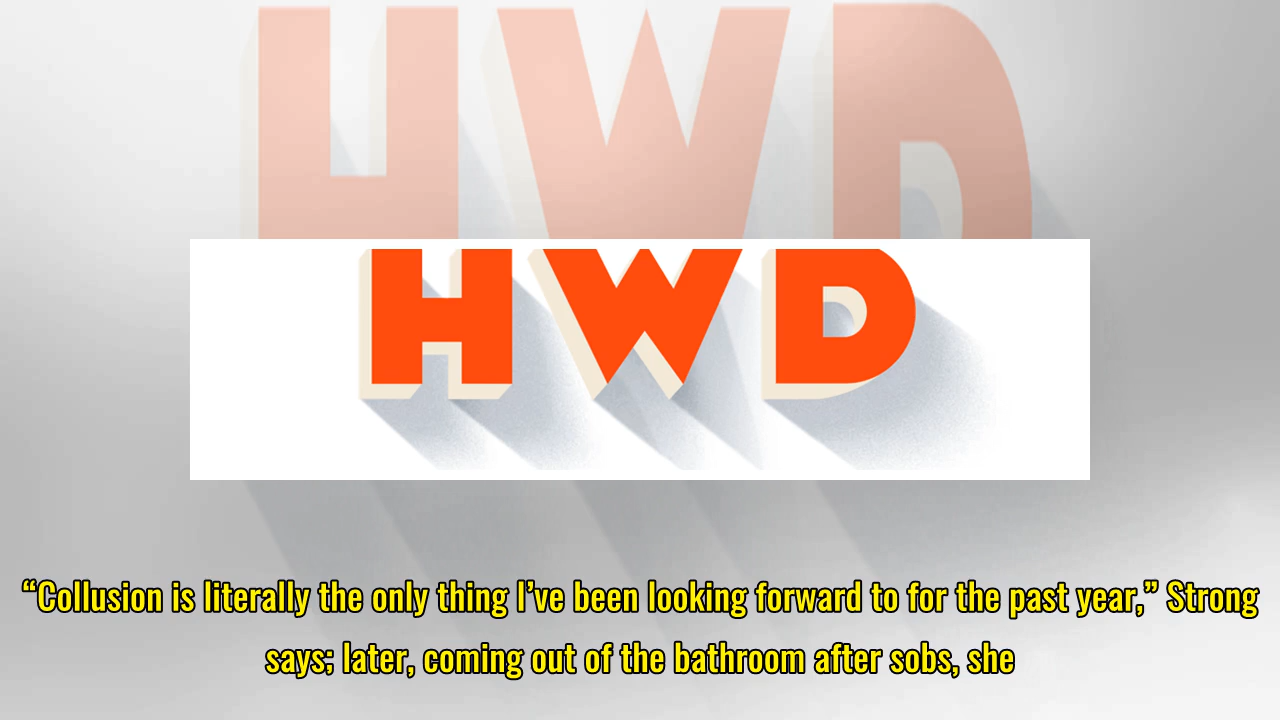 HWD
HWD
“Collusion is literally the only thing I’ve been looking forward to for the past year,” Strong
says; later, coming out of the bathroom after sobs, she